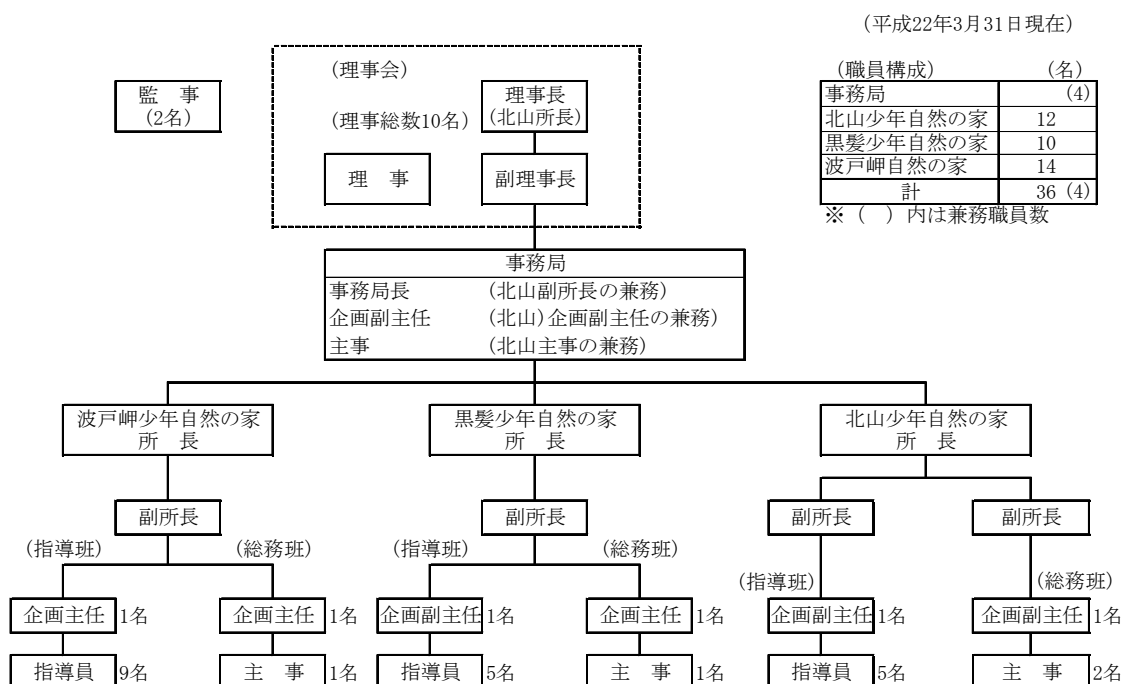 (平成22年3月31日現在)
(理事会)
(理事総数10名)
監　事
(2名)
理事長
(北山所長)
理　事
副理事長
(職員構成)　(名)
事務局　(4)
北山少年自然の家　12
黒髪少年自然の家　10
波戸岬自然の家　14
計　36 (4)
※（　）内は兼務職員数
事務局
事務局長　(北山副所長の兼務)
企画副主任　(北山)企画副主任の兼務)
主事　(北山主事の兼務)
波戸岬少年自然の家
所　長
黒髪少年自然の家
所　長
北山少年自然の家
所　長
副所長
副所長
副所長
副所長
(指導班)
(総務班)
(指導班)
(総務班)
(指導班)
(総務班)
企画主任 1名
企画主任 1名
企画副主任 1名
企画主任 1名
企画副主任 1名
企画副主任 1名
指導員 9名
主　事 1名
指導員 5名
主　事 1名
指導員 5名
主　事 2名